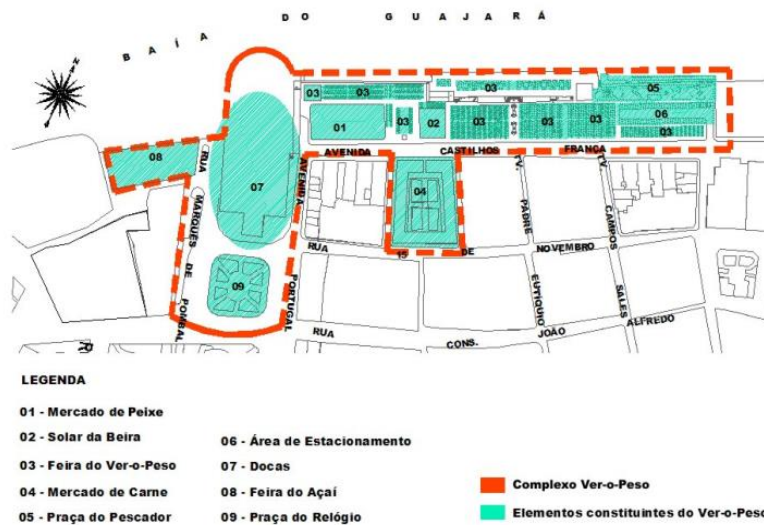 BAÍA DO GUAJARÁ
N
03
03
03
03
05
01
03
02
03
03
03
06
03
08
RUA MARQUÊS DE POMBAL
07
AVENIDA PORTUGAL
AVENIDA CASTILHOS FRANÇA
04
TV. PADRE EUTIQUIO
TV. CAMPOS SALES
RUA 15 DE NOVEMBRO
09
RUA CONS. JOÃO ALFREDO
LEGENDA
01 - Mercado de Peixe
02 - Solar da Beira
03 - Feira do Ver-o-Peso
04 - Mercado de Carne
05 - Praça do Pescador
06 - Área de Estacionamento
07 - Docas
08 - Feira do Açaí
09 - Praça do Relógio
Complexo Ver-o-Peso
Elementos constituintes do Ver-o-Peso